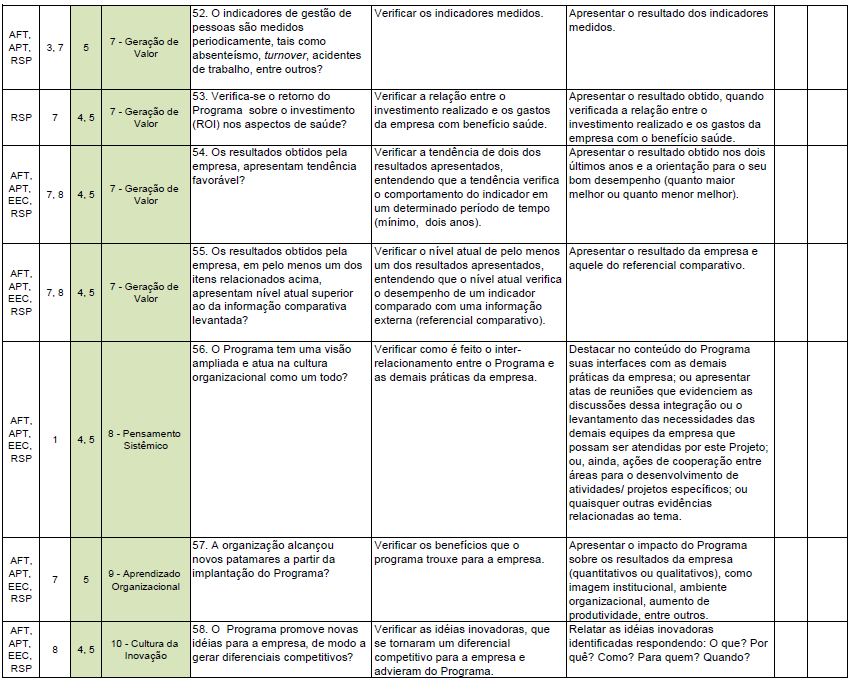 AFT,
APT,
RSP
3, 7
5
7 - Geração de
Valor
52. O indicadores de gestão de
pessoas são medidos
periodicamente, tais como
absenteísmo, turnover, acidentes
de trabalho, entre outros?
Verificar os indicadores medidos.
Apresentar o resultado dos indicadores
medidos.
RSP
7
4, 5
7 - Geração de
Valor
53. Verifica-se o retorno do
Programa sobre o investimento
(ROI) nos aspectos de saúde?
Verificar a relação entre o
investimento realizado e os gastos
da empresa com benefício saúde.
Apresentar o resultado obtido, quando
verificada a relação entre o
investimento realizado e os gastos da
empresa com o benefício saúde.
AFT,
APT,
EEC,
RSP
7, 8
4, 5
7 - Geração de
Valor
54. Os resultados obtidos pela
empresa, apresentam tendência
favorável?
Verificar a tendência de dois dos
resultados apresentados,
entendendo que a tendência verifica
o comportamento do indicador em
um determinado período de tempo
(mínimo, dois anos).
Apresentar o resultado obtido nos dois
últimos anos e a orientação para o seu
bom desempenho (quanto maior
melhor ou quanto menor melhor).
AFT,
APT,
EEC,
RSP
7, 8
4, 5
7 - Geração de
Valor
55. Os resultados obtidos pela
empresa, em pelo menos um dos
itens relacionados acima,
apresentam nível atual superior
ao da informação comparativa
levantada?
Verificar o nível atual de pelo menos
um dos resultados apresentados,
entendendo que o nível atual verifica
o desempenho de um indicador
comparado com uma informação
externa (referencial comparativo).
Apresentar o resultado da empresa e
aquele do referencial comparativo.
AFT,
APT,
EEC,
RSP
1
4, 5
8 - Pensamento
Sistêmico
56. O Programa tem uma visão
ampliada e atua na cultura
organizacional como um todo?
Verificar como é feito o inter-
relacionamento entre o Programa e
as demais práticas da empresa.
Destacar no conteúdo do Programa
suas interfaces com as demais
práticas da empresa; ou apresentar
atas de reuniões que evidenciem as
discussões dessa integração ou o
levantamento das necessidades das
demais equipes da empresa que
possam ser atendidas por este Projeto;
ou, ainda, ações de cooperação entre
áreas para o desenvolvimento de
atividades/ projetos específicos; ou
quaisquer outras evidências
relacionadas ao tema.
AFT,
APT,
EEC,
RSP
7
5
9 - Aprendizado
Organizacional
57. A organização alcançou
novos patamares a partir da
implantação do Programa?
Verificar os benefícios que o
programa trouxe para a empresa.
Apresentar o impacto do Programa
sobre os resultados da empresa
(quantitativos ou qualitativos), como
imagem institucional, ambiente
organizacional, aumento de
produtividade, entre outros.
AFT,
APT,
EEC,
RSP
8
4, 5
10 - Cultura da
Inovação
58. O Programa promove novas
idéias para a empresa, de modo a
gerar diferenciais competitivos?
Verificar as idéias inovadoras, que
se tornaram um diferencial
competitivo para a empresa e
advieram do Programa.
Relatar as idéias inovadoras
identificadas respondendo: O que? Por
quê? Como? Para quem? Quando?